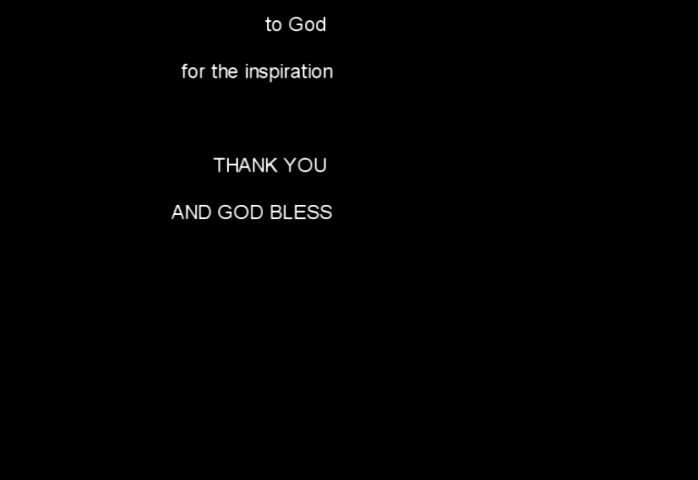 to God
for the inspiration
THANK YOU
AND GOD BLESS